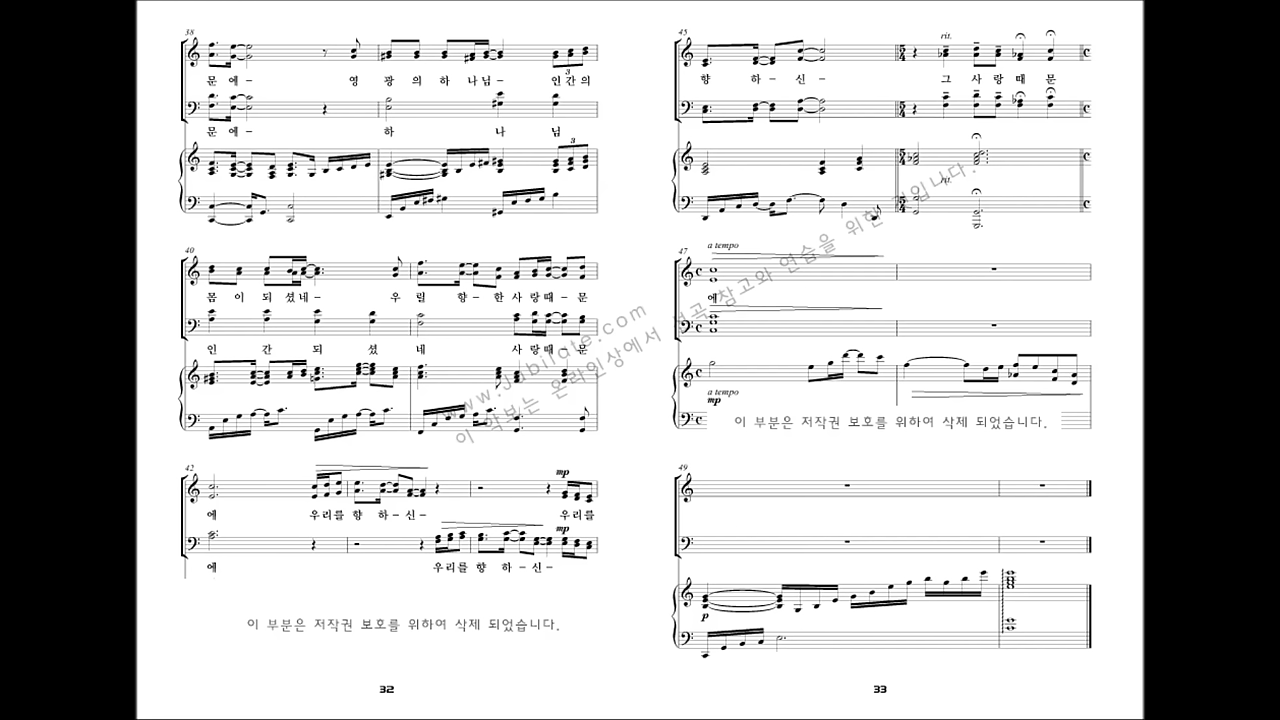 38
문 에 - 영 광 의 하 나 님 - 인 간 의
3
문 에 - 하 나 님
3
40
몸 이 되 셨 네 - 우 릴 향 - 한 사 랑 때 - 문
인 간 되 셨 네 사 랑 때 문
42
mp
에 우 리 를 향 하 - 신 - 우 리 를
mp
에 우 리 를 향 하 - 신 -
이 부분은 저작권 보호를 위하여 삭제 되었습니다.
32
45
rit.
향 하 - 신 - 그 사 랑 때 문
rit.
47
a tempo
에
a tempo
mp
이 부분은 저작권 보호를 위하여 삭제 되었습니다.
49
p
33
www.Jubilate.com
이 악보는 온라인상에서 참고와 연습을 위한 것입니다.